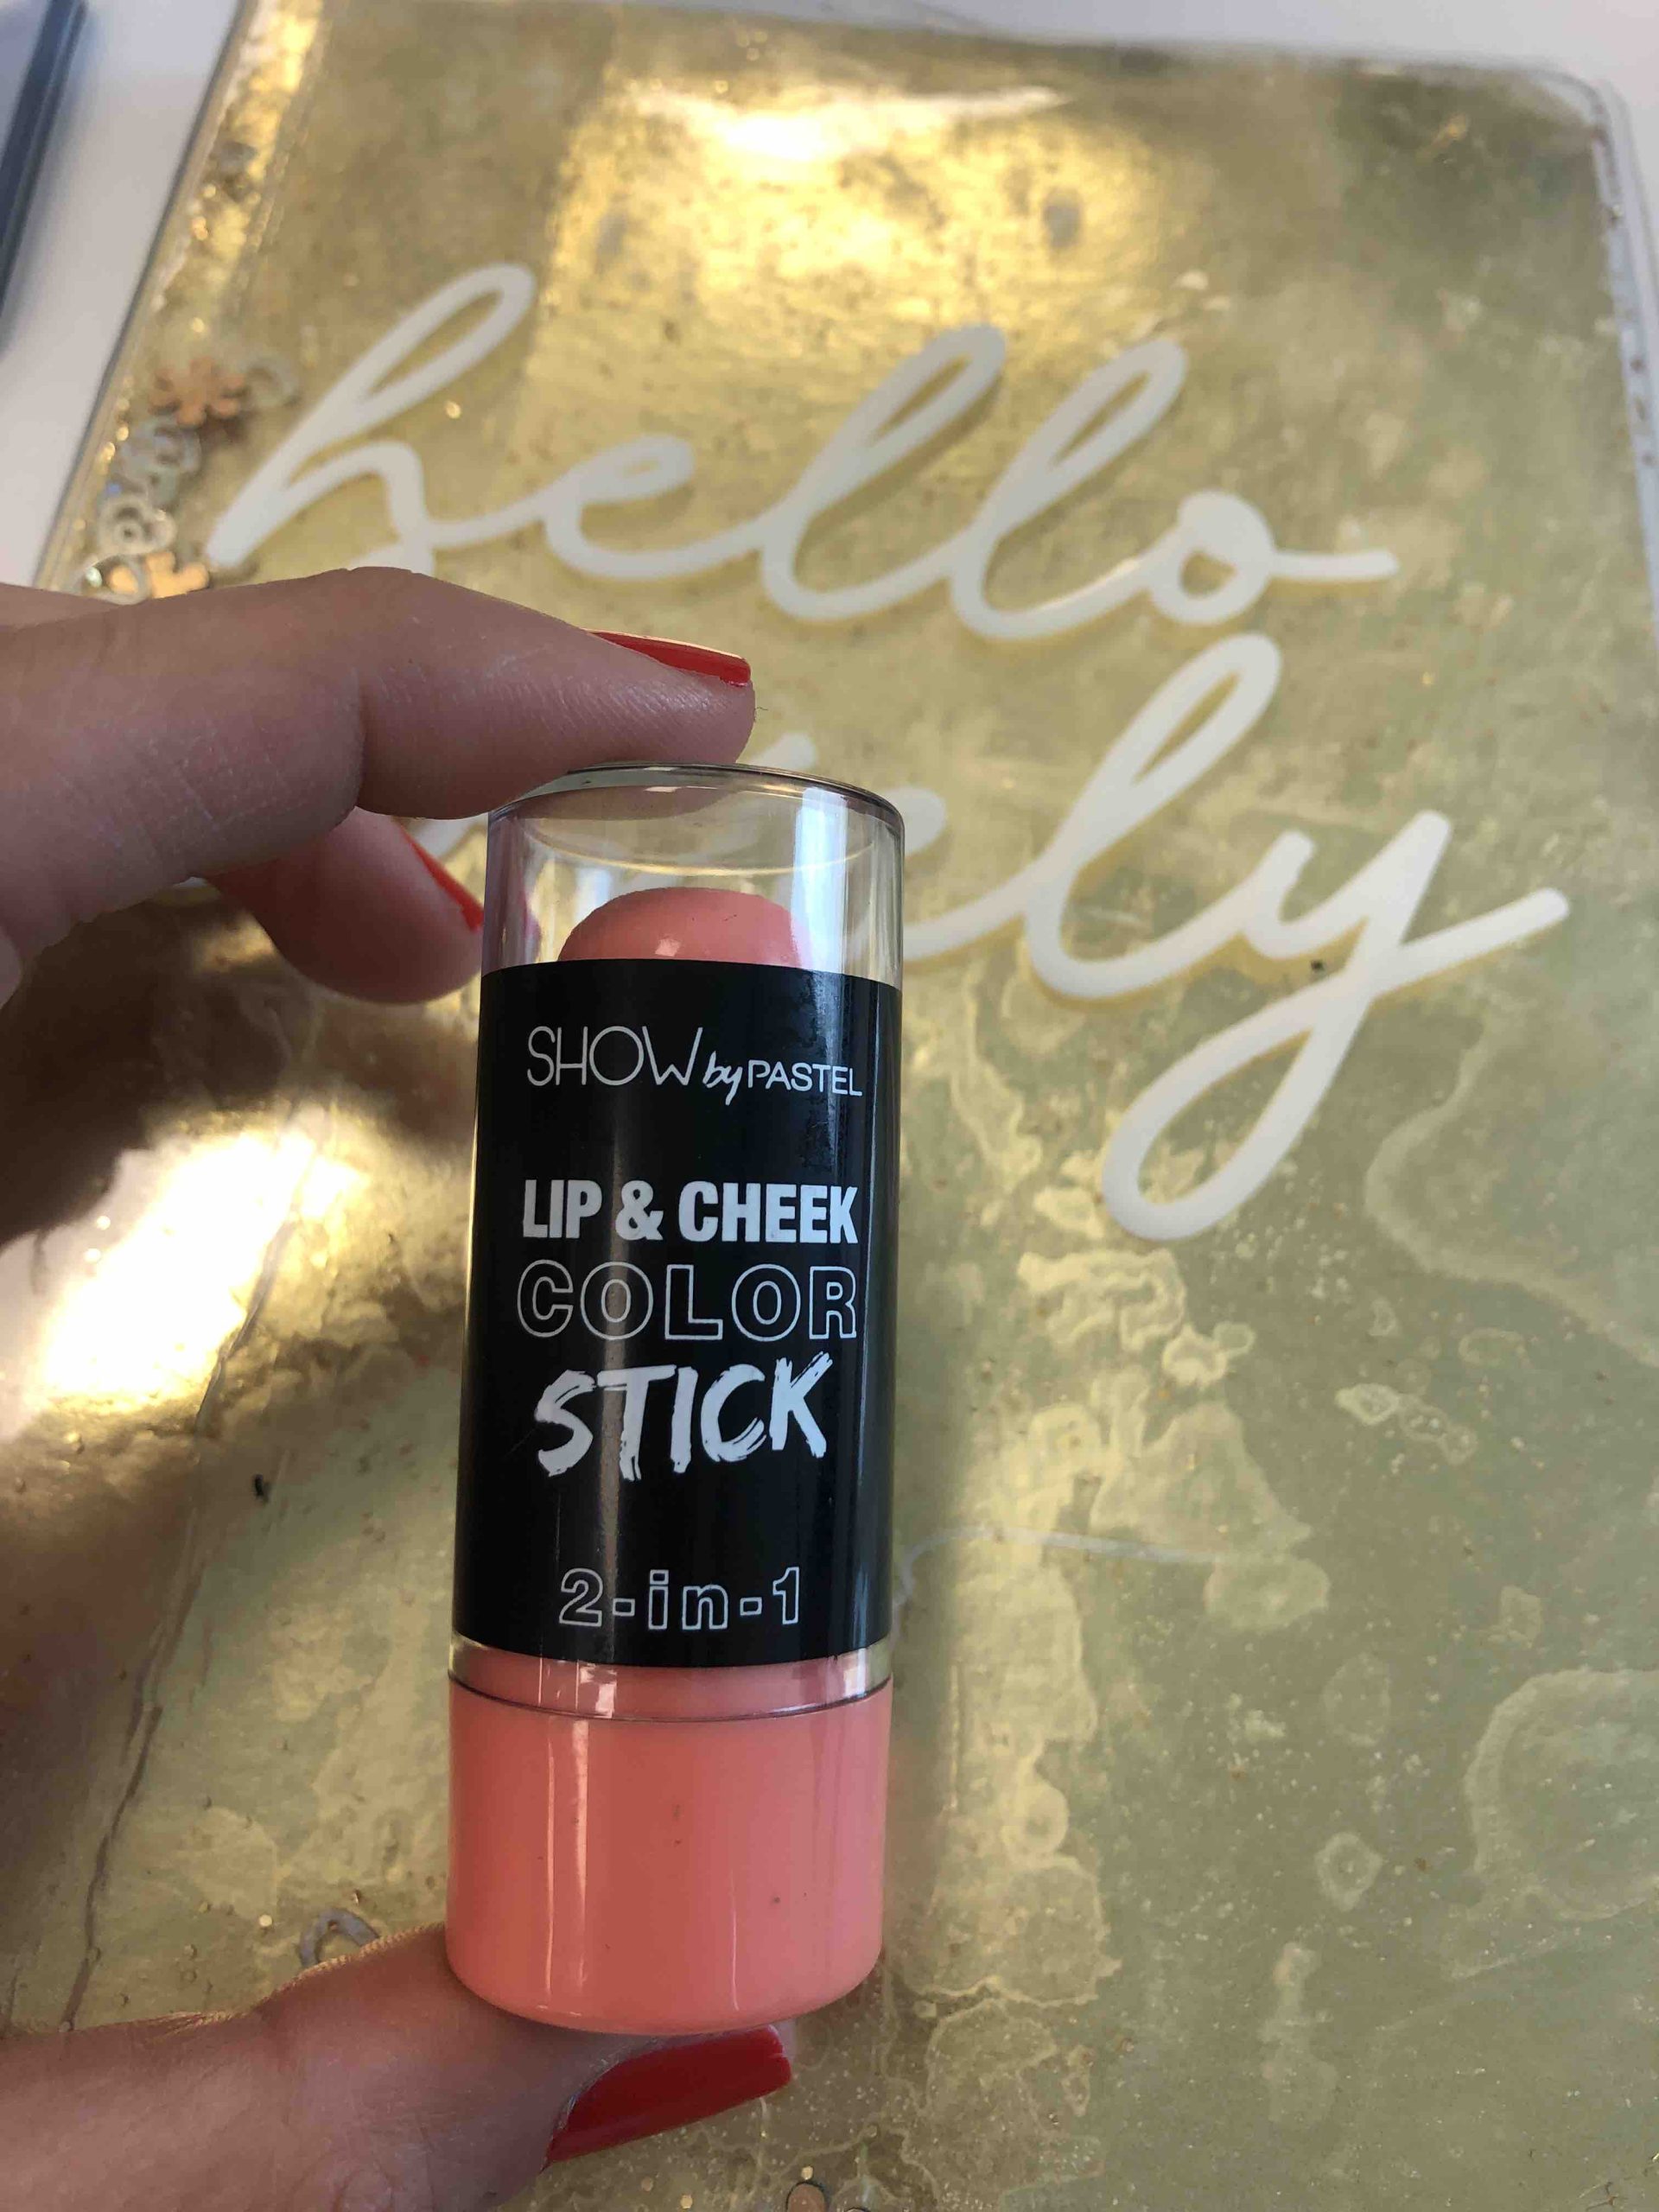 hello
SHOW by PASTEL
LIP & CHEEK
COLOR
STICK
2-in-1